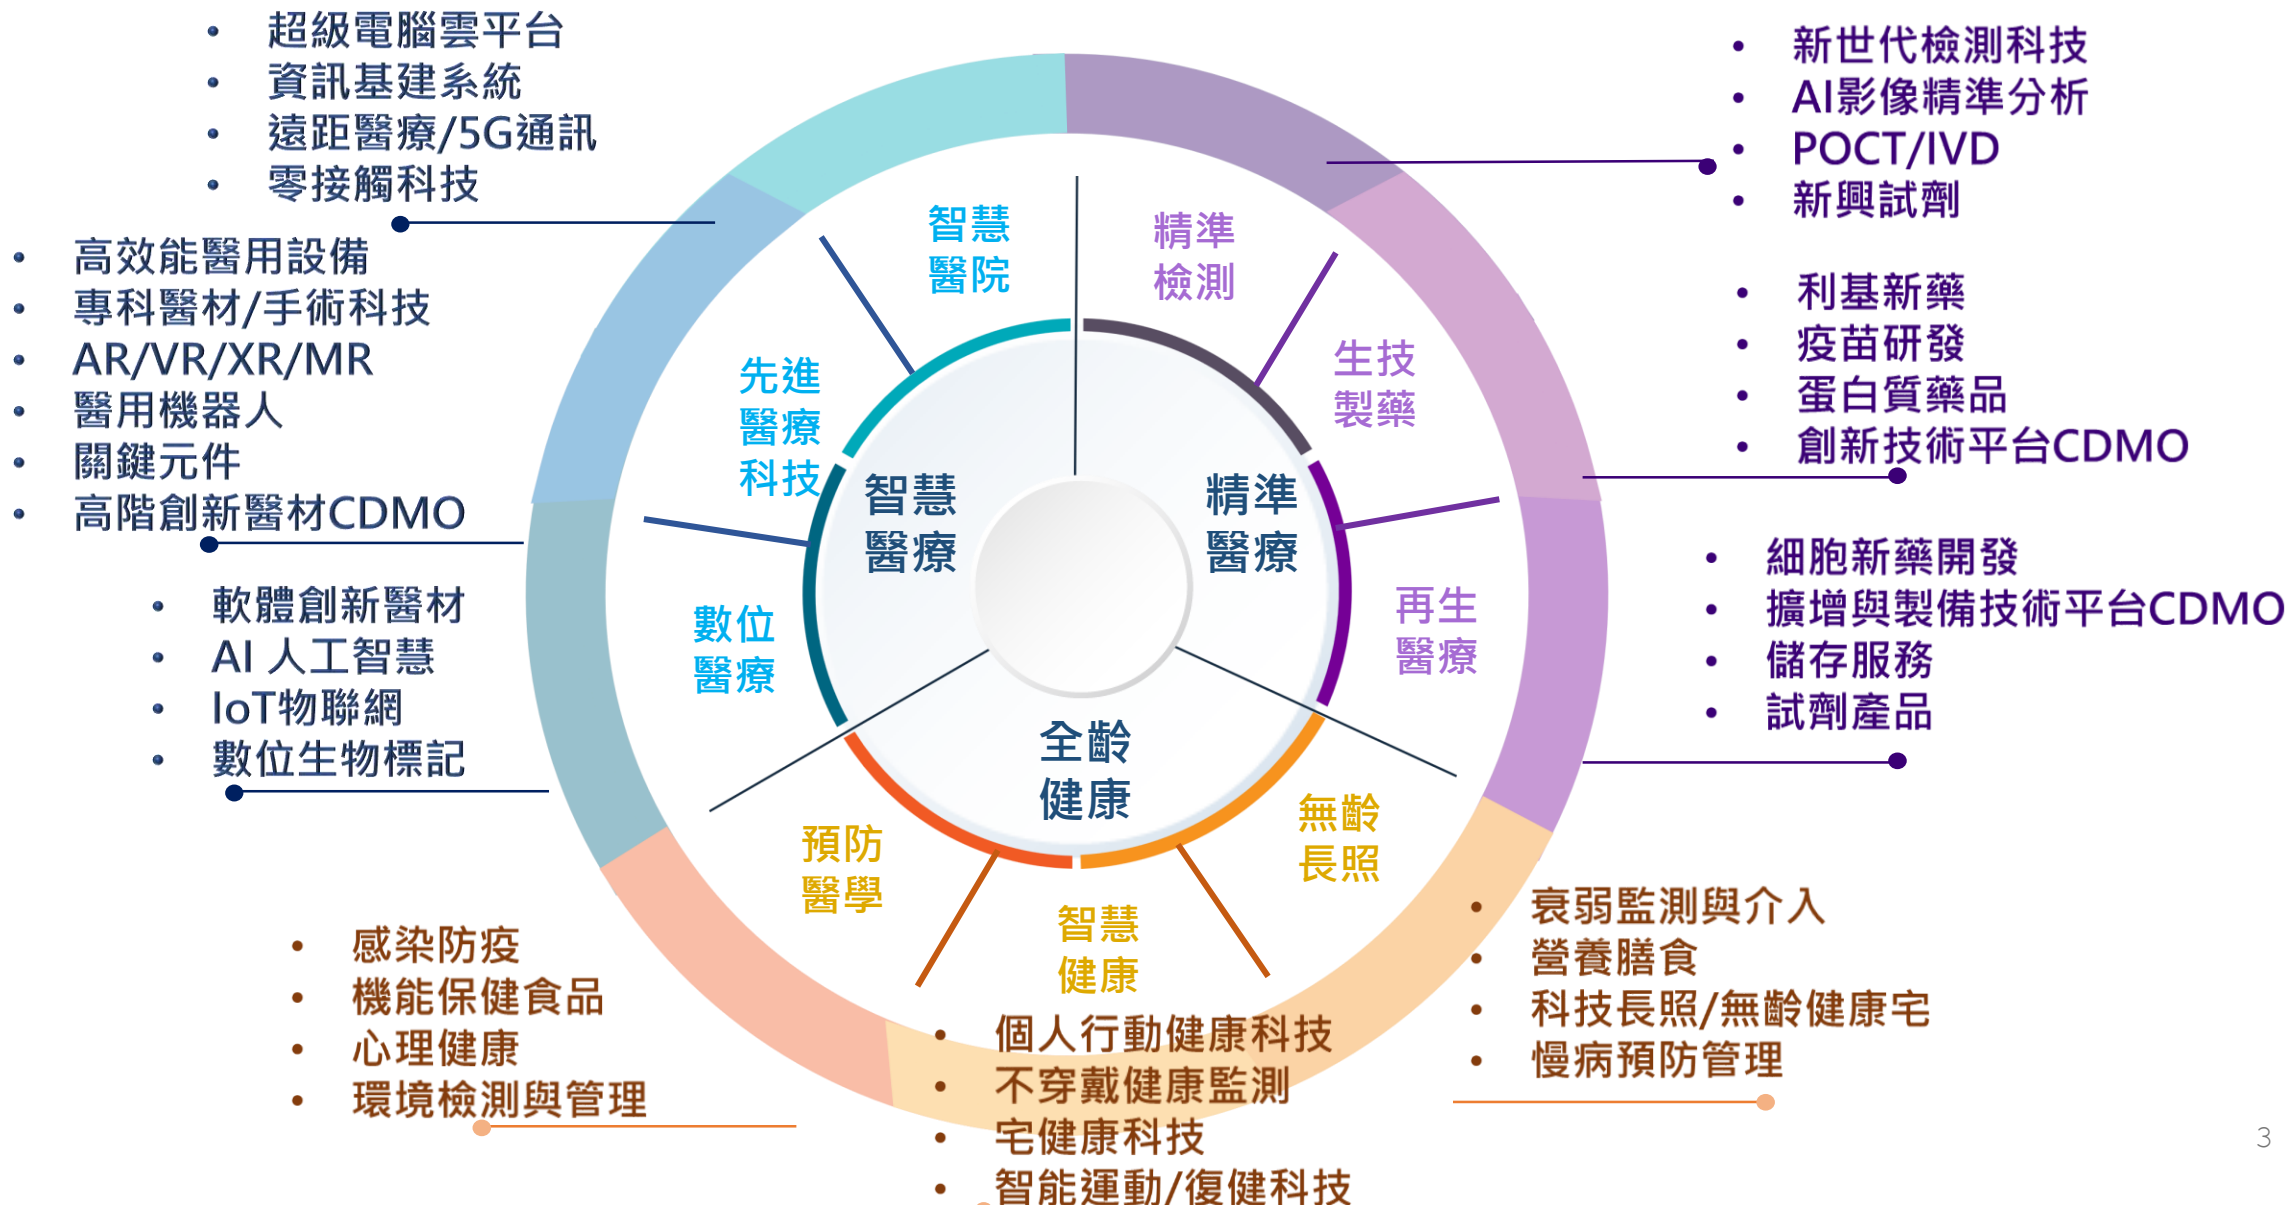 超級電腦雲平台
資訊基建系統
遠距醫療/5G通訊
零接觸科技
高效能醫用設備
專科醫材/手術科技
AR/VR/XR/MR
醫用機器人
關鍵元件
高階創新醫材CDMO
軟體創新醫材
AI 人工智慧
IoT物聯網
數位生物標記
感染防疫
機能保健食品
心理健康
環境檢測與管理
智慧
醫院
先進
醫療
科技
數位
醫療
智慧
醫療
精準
醫療
全齡
健康
精準
檢測
生技
製藥
再生
醫療
無齡
長照
智慧
健康
預防
醫學
個人行動健康科技
不穿戴健康監測
宅健康科技
智能運動/復健科技
新世代檢測科技
AI影像精準分析
POCT/IVD
新興試劑
利基新藥
疫苗研發
蛋白質藥品
創新技術平台CDMO
細胞新藥開發
擴增與製備技術平台CDMO
儲存服務
試劑產品
衰弱監測與介入
營養膳食
科技長照/無齡健康宅
慢病預防管理
3